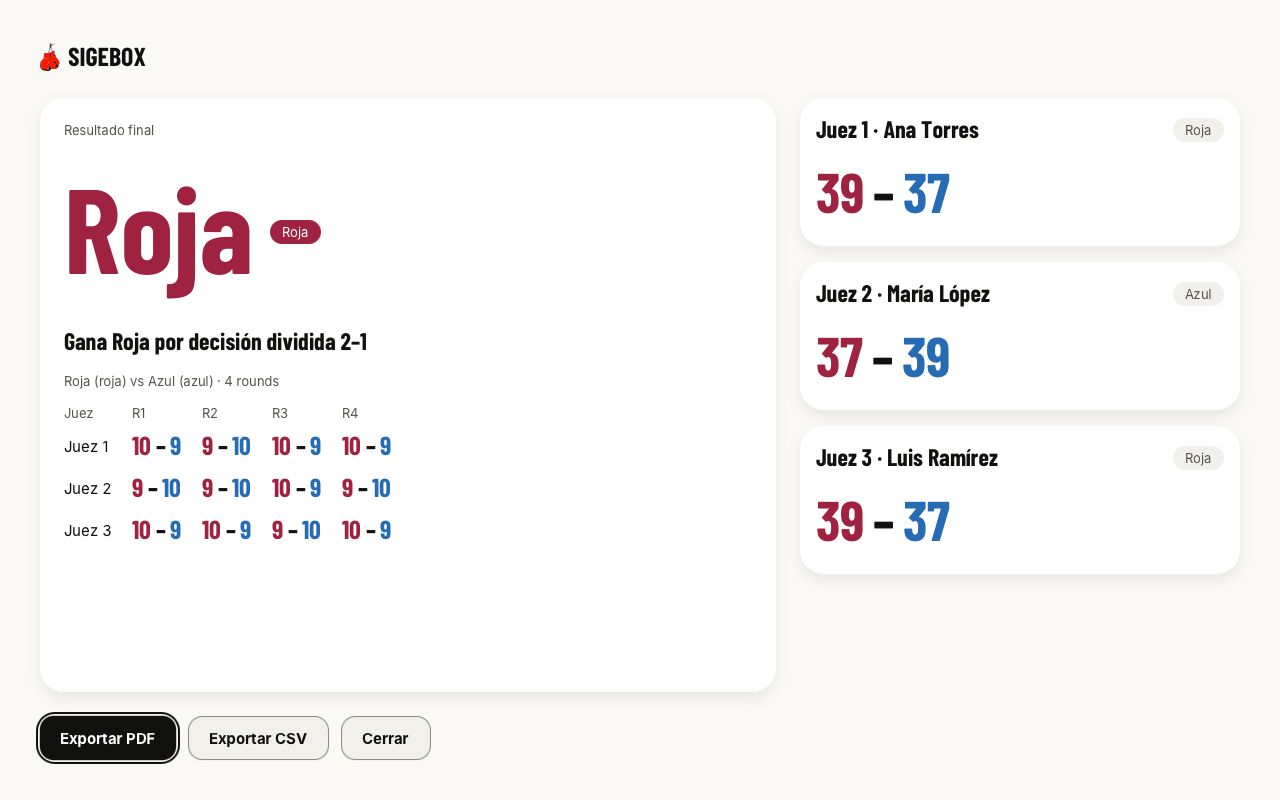 SIGEBOX
Resultado final
Roja Roja
Gana Roja por decisión dividida 2–1
Roja (roja) vs Azul (azul) · 4 rounds
Juez R1 R2 R3 R4
Juez 1 10 – 9 9 – 10 10 – 9 10 – 9
Juez 2 9 – 10 9 – 10 10 – 9 9 – 10
Juez 3 10 – 9 10 – 9 9 – 10 10 – 9
Juez 1 · Ana Torres Roja
39 – 37
Juez 2 · María López Azul
37 – 39
Juez 3 · Luis Ramírez Roja
39 – 37
Exportar PDF Exportar CSV Cerrar